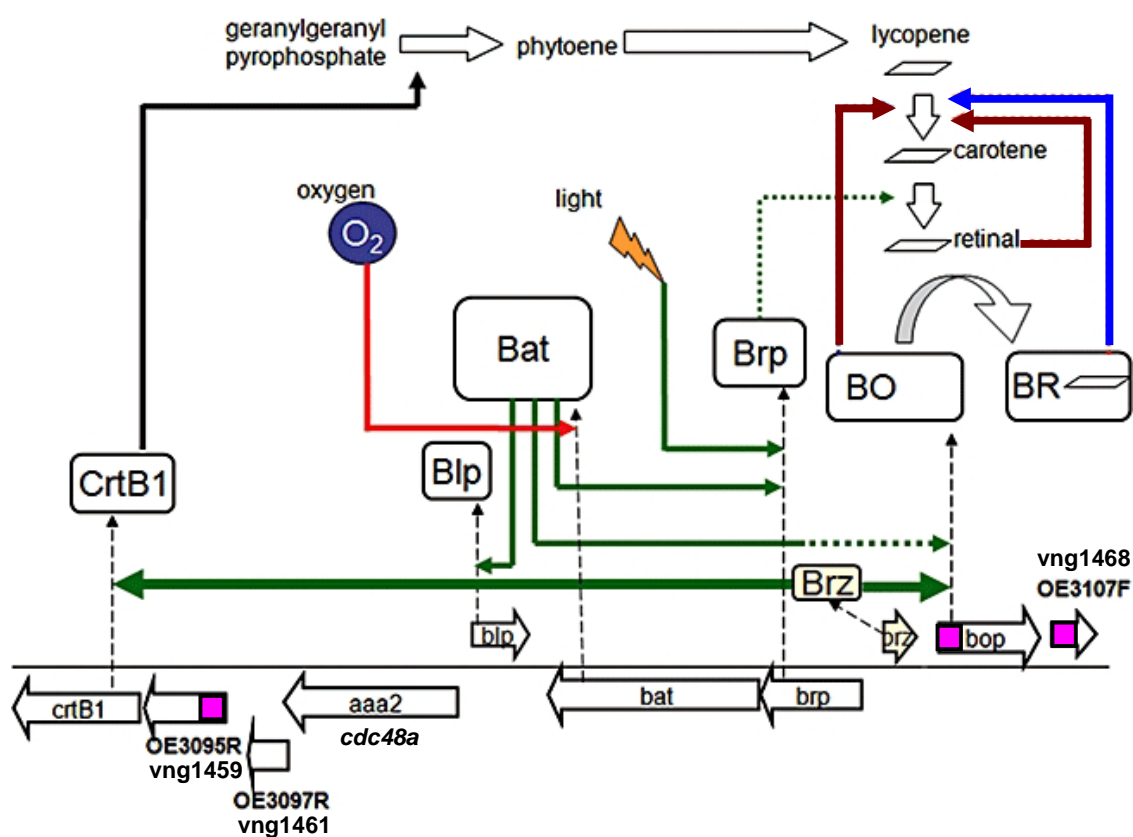 geranylgeranyl
pyrophosphate
phytoene
lycopene
carotene
retinal
oxygen
O2
light
Bat
Brp
BO
BR
Blp
CrtB1
Brz
vng1468
OE3107F
blp
brz
bop
crtB1
OE3095R
vng1459
OE3097R
vng1461
aaa2
cdc48a
bat
brp